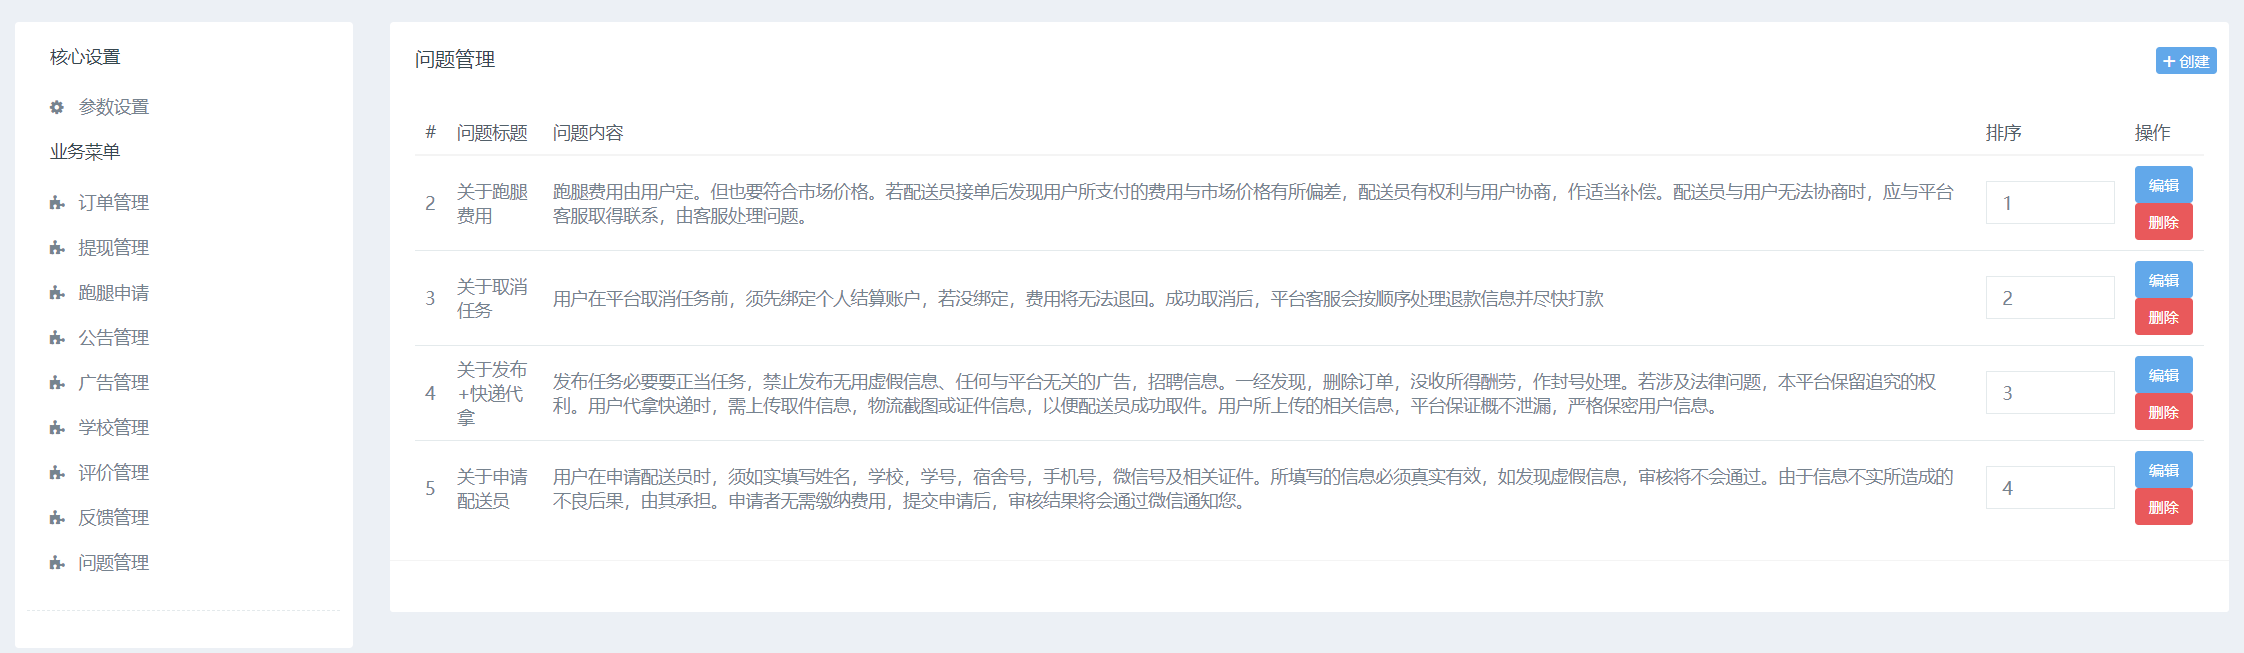 核心设置
参数设置
业务菜单
订单管理
提现管理
跑腿申请
公告管理
广告管理
学校管理
评价管理
反馈管理
问题管理
问题管理
创建
# 问题标题 问题内容 排序 操作
2
关于跑腿
费用
跑腿费用由用户定。但也要符合市场价格。若配送员接单后发现用户所支付的费用与市场价格有所偏差，配送员有权利与用户协商，作适当补偿。配送员与用户无法协商时，应与平台
客服取得联系，由客服处理问题。
1
编辑
删除
3
关于取消
任务
用户在平台取消任务前，须先绑定个人结算账户，若没绑定，费用将无法退回。成功取消后，平台客服会按顺序处理退款信息并尽快打款
2
编辑
删除
4
关于发布
+快递代
拿
发布任务必要要正当任务，禁止发布无用虚假信息、任何与平台无关的广告，招聘信息。一经发现，删除订单，没收所得酬劳，作封号处理。若涉及法律问题，本平台保留追究的权
利。用户代拿快递时，需上传取件信息，物流截图或证件信息，以便配送员成功取件。用户所上传的相关信息，平台保证概不泄漏，严格保密用户信息。
3
编辑
删除
5
关于申请
配送员
用户在申请配送员时，须如实填写姓名，学校，学号，宿舍号，手机号，微信号及相关证件。所填写的信息必须真实有效，如发现虚假信息，审核将不会通过。由于信息不实所造成的
不良后果，由其承担。申请者无需缴纳费用，提交申请后，审核结果将会通过微信通知您。
4
编辑
删除